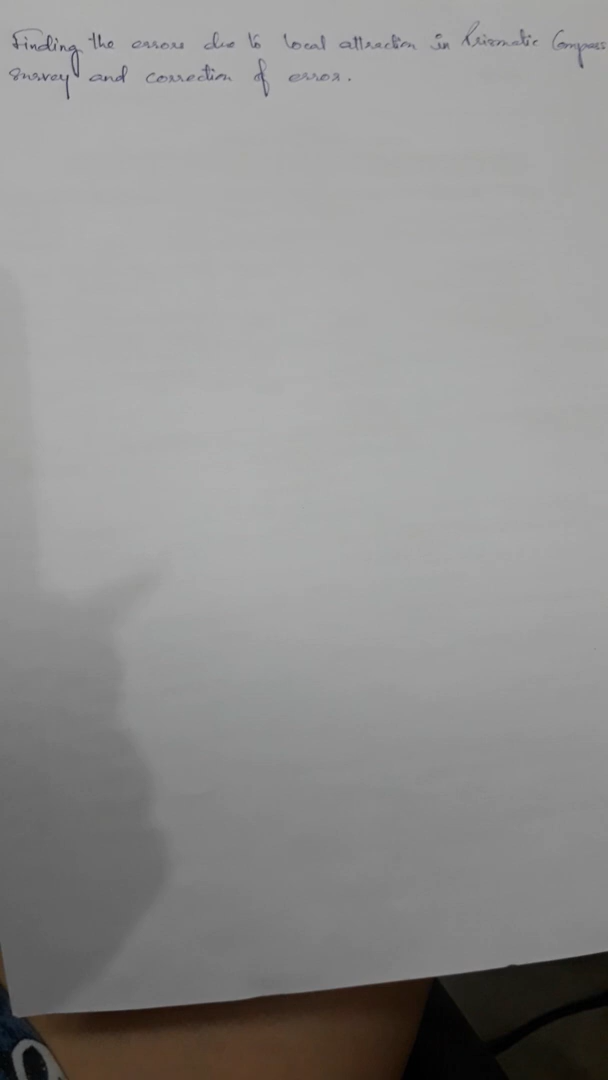 Finding the errors due to local attraction in Prismatic Compass
survey and correction of error.